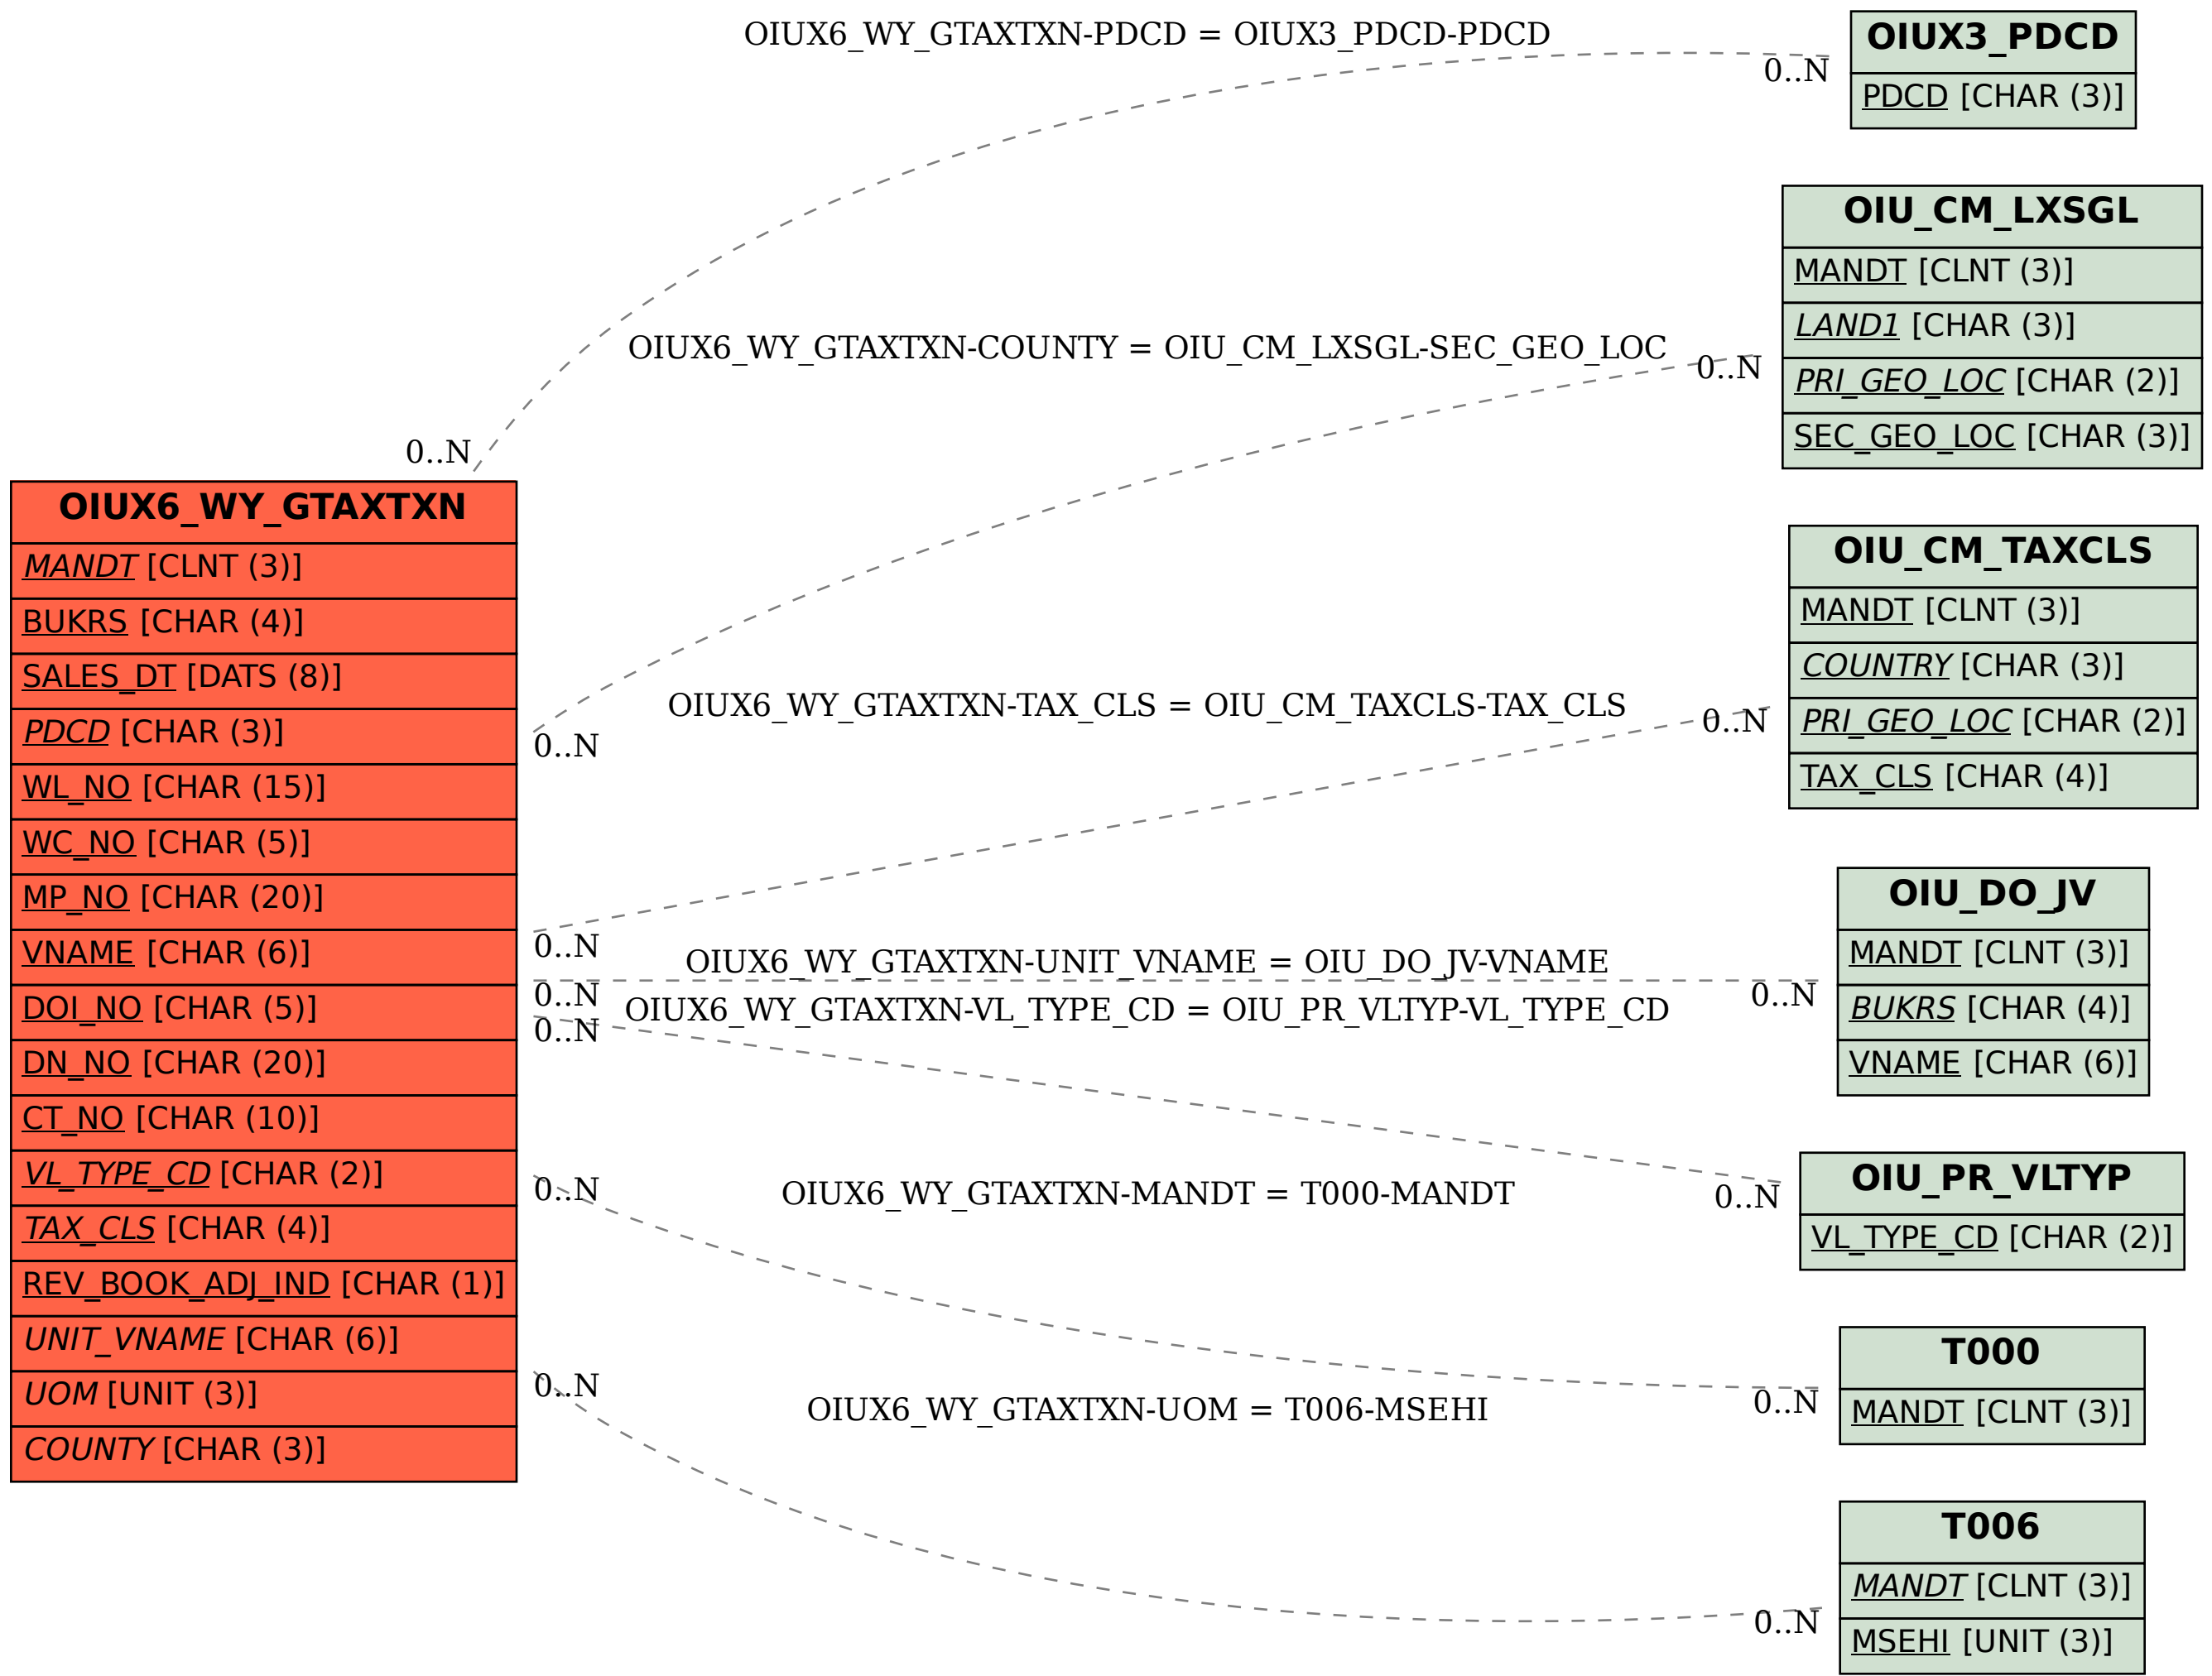 OIUX6_WY_GTAXTXN-PDCD = OIUX3_PDCD-PDCD
0..N
0..N
OIUX3_PDCD
PDCD [CHAR (3)]
OIUX6_WY_GTAXTXN-COUNTY = OIU_CM_LXSGL-SEC_GEO_LOC
0..N
0..N
OIU_CM_LXSGL
MANDT [CLNT (3)]
LAND1 [CHAR (3)]
PRI_GEO_LOC [CHAR (2)]
SEC_GEO_LOC [CHAR (3)]
OIUX6_WY_GTAXTXN
MANDT [CLNT (3)]
BUKRS [CHAR (4)]
SALES_DT [DATS (8)]
PDCD [CHAR (3)]
WL_NO [CHAR (15)]
WC_NO [CHAR (5)]
MP_NO [CHAR (20)]
VNAME [CHAR (6)]
DOI_NO [CHAR (5)]
DN_NO [CHAR (20)]
CT_NO [CHAR (10)]
VL_TYPE_CD [CHAR (2)]
TAX_CLS [CHAR (4)]
REV_BOOK_ADJ_IND [CHAR (1)]
UNIT_VNAME [CHAR (6)]
UOM [UNIT (3)]
COUNTY [CHAR (3)]
OIUX6_WY_GTAXTXN-TAX_CLS = OIU_CM_TAXCLS-TAX_CLS
0..N
0..N
OIU_CM_TAXCLS
MANDT [CLNT (3)]
COUNTRY [CHAR (3)]
PRI_GEO_LOC [CHAR (2)]
TAX_CLS [CHAR (4)]
OIUX6_WY_GTAXTXN-UNIT_VNAME = OIU_DO_JV-VNAME
0..N
0..N
OIU_DO_JV
MANDT [CLNT (3)]
BUKRS [CHAR (4)]
VNAME [CHAR (6)]
OIUX6_WY_GTAXTXN-VL_TYPE_CD = OIU_PR_VLTYP-VL_TYPE_CD
0..N
0..N
OIU_PR_VLTYP
VL_TYPE_CD [CHAR (2)]
OIUX6_WY_GTAXTXN-MANDT = T000-MANDT
0..N
0..N
T000
MANDT [CLNT (3)]
OIUX6_WY_GTAXTXN-UOM = T006-MSEHI
0..N
0..N
T006
MANDT [CLNT (3)]
MSEHI [UNIT (3)]